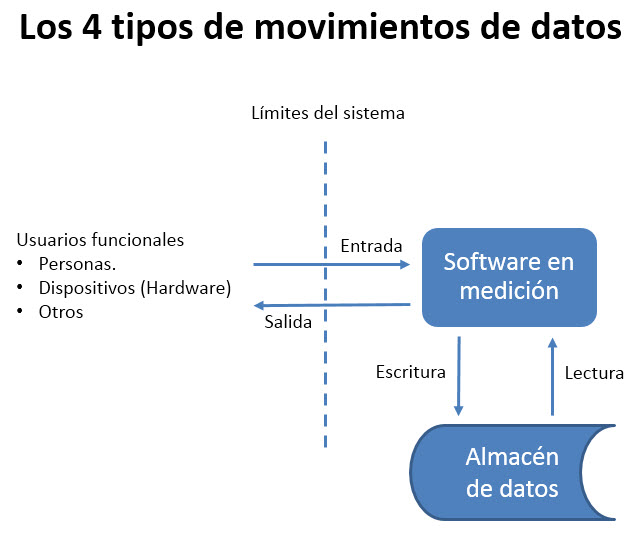 Los 4 tipos de movimientos de datos
Límites del sistema
Usuarios funcionales
• Personas.
• Dispositivos (Hardware)
• Otros
Entrada
Salida
Software en
medición
Escritura
Lectura
Almacén
de datos